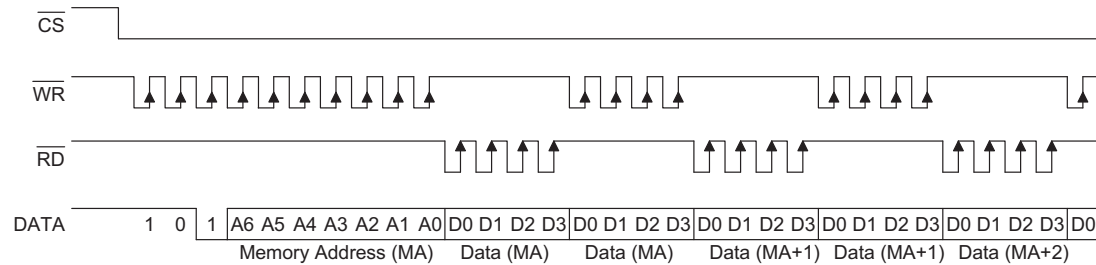 CS
WR
RD
DATA 1 0 1 A6 A5 A4 A3 A2 A1 A0 D0 D1 D2 D3 D0 D1 D2 D3 D0 D1 D2 D3 D0 D1 D2 D3 D0 D1 D2 D3 D0
Memory Address (MA) Data (MA) Data (MA) Data (MA+1) Data (MA+1) Data (MA+2)